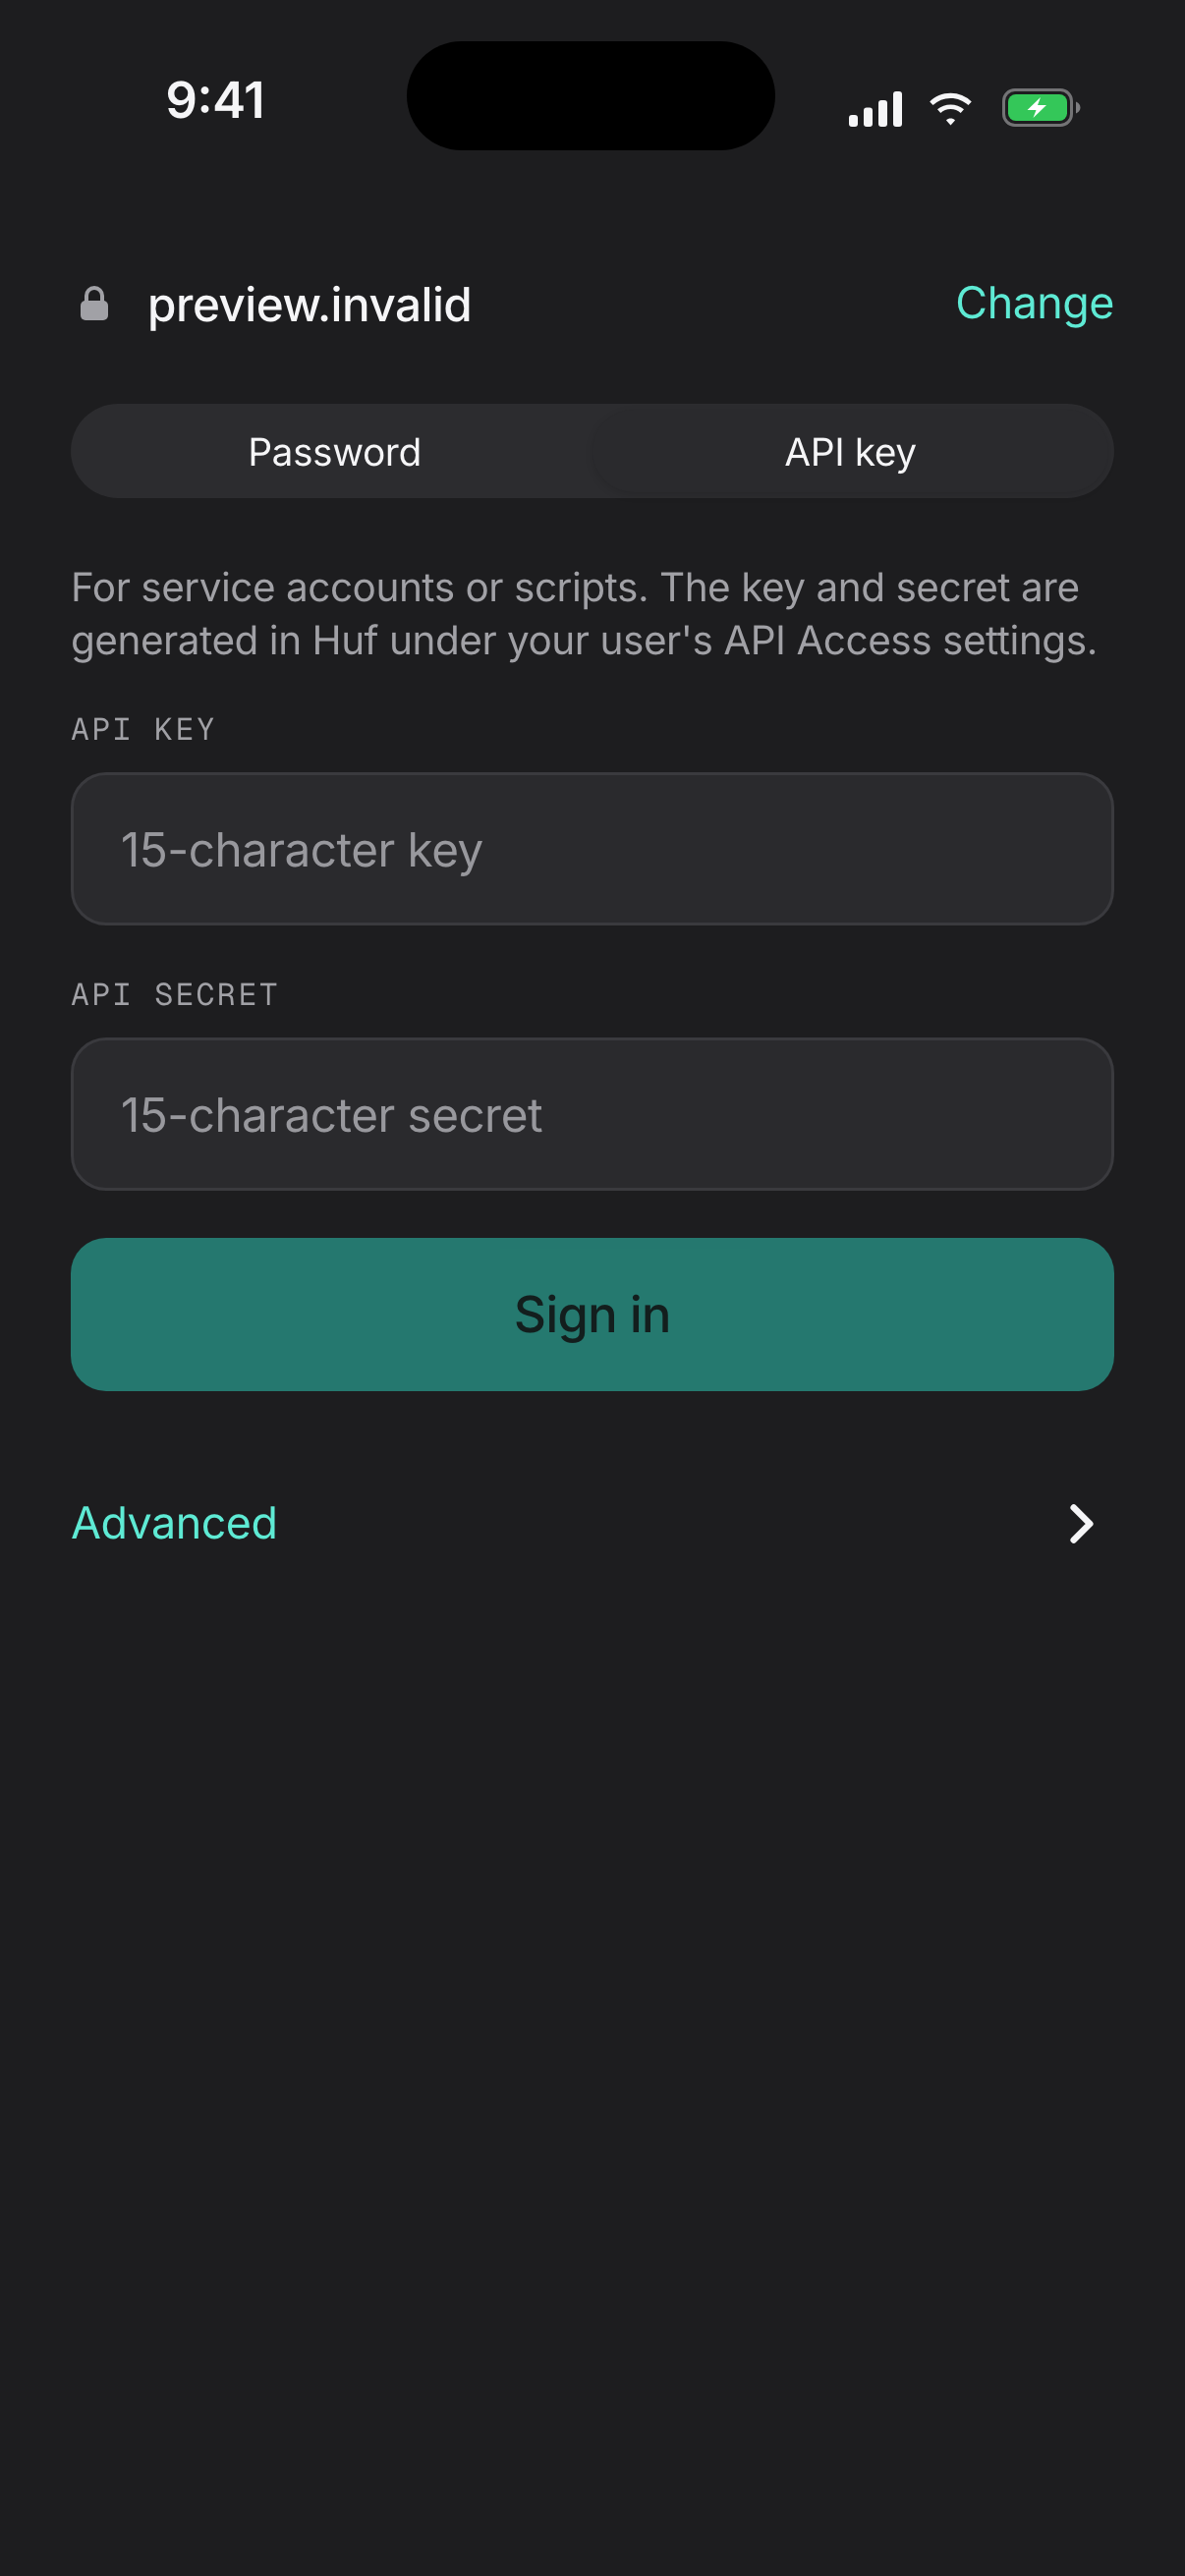 9:41
preview.invalid
Change
Password
API key
For service accounts or scripts. The key and secret are
generated in Huf under your user's API Access settings.
API KEY
15-character key
API SECRET
15-character secret
Sign in
Advanced